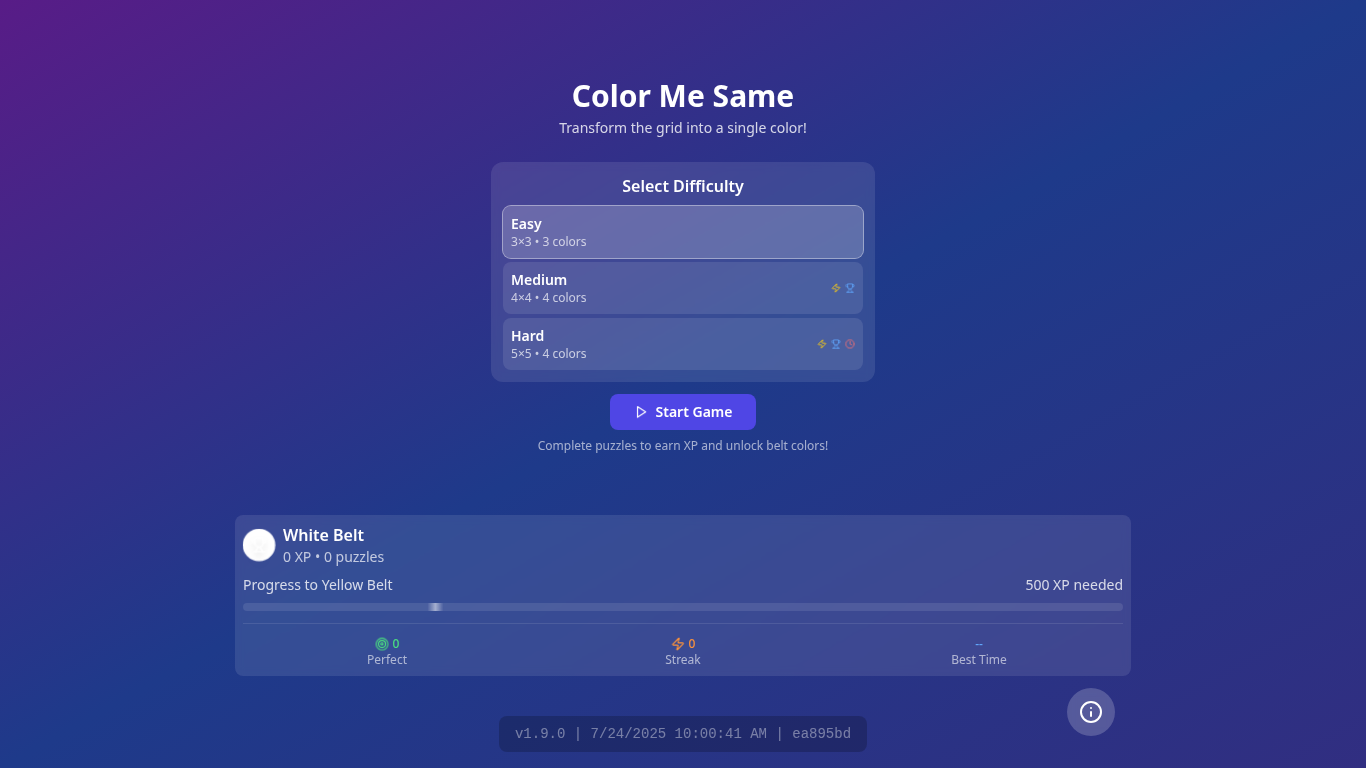 Color Me Same
Transform the grid into a single color!
Select Difficulty
Easy
3×3 • 3 colors
Medium
4×4 • 4 colors
Hard
5×5 • 4 colors
Start Game
Complete puzzles to earn XP and unlock belt colors!
White Belt
0 XP • 0 puzzles
Progress to Yellow Belt
500 XP needed
0
Perfect
0
Streak
--
Best Time
v1.9.0 | 7/24/2025 10:00:41 AM | ea895bd